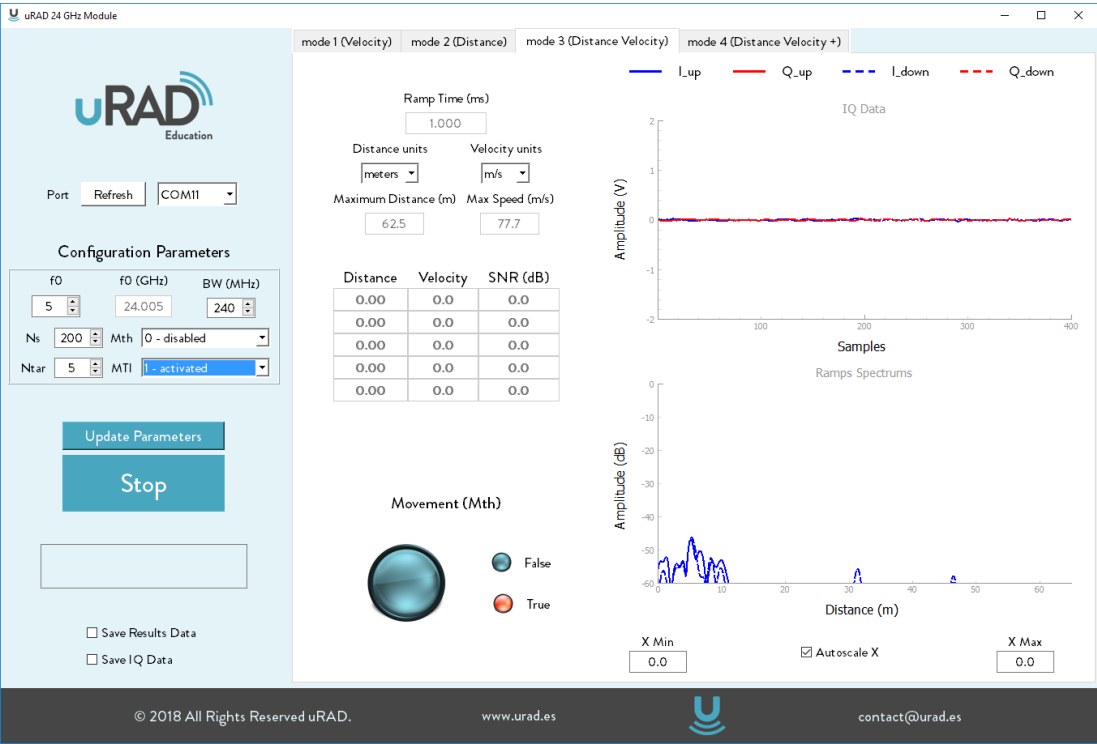 uRAD 24 GHz Module
mode 1 (Velocity) mode 2 (Distance) mode 3 (Distance Velocity) mode 4 (Distance Velocity +)
uRAD
Education
Port Refresh COM11
Configuration Parameters
f0 f0 (GHz) BW (MHz)
5 24.005 240
Ns 200 Mth 0 - disabled
Ntar 5 MTI 1 - activated
Update Parameters
Stop
Save Results Data
Save IQ Data
Ramp Time (ms)
1.000
Distance units Velocity units
meters m/s
Maximum Distance (m) Max Speed (m/s)
62.5 77.7
Distance Velocity SNR (dB)
0.00 0.0 0.0
0.00 0.0 0.0
0.00 0.0 0.0
0.00 0.0 0.0
0.00 0.0 0.0
Movement (Mth)
False
True
I_up Q_up I_down Q_down
IQ Data
Amplitude (V)
2
1
0
-1
-2
100 200 300 400
Samples
Ramps Spectrums
Amplitude (dB)
0
-10
-20
-30
-40
-50
-60
0 10 20 30 40 50 60
Distance (m)
X Min Autoscale X X Max
0.0 0.0
© 2018 All Rights Reserved uRAD. www.urad.es contact@urad.es